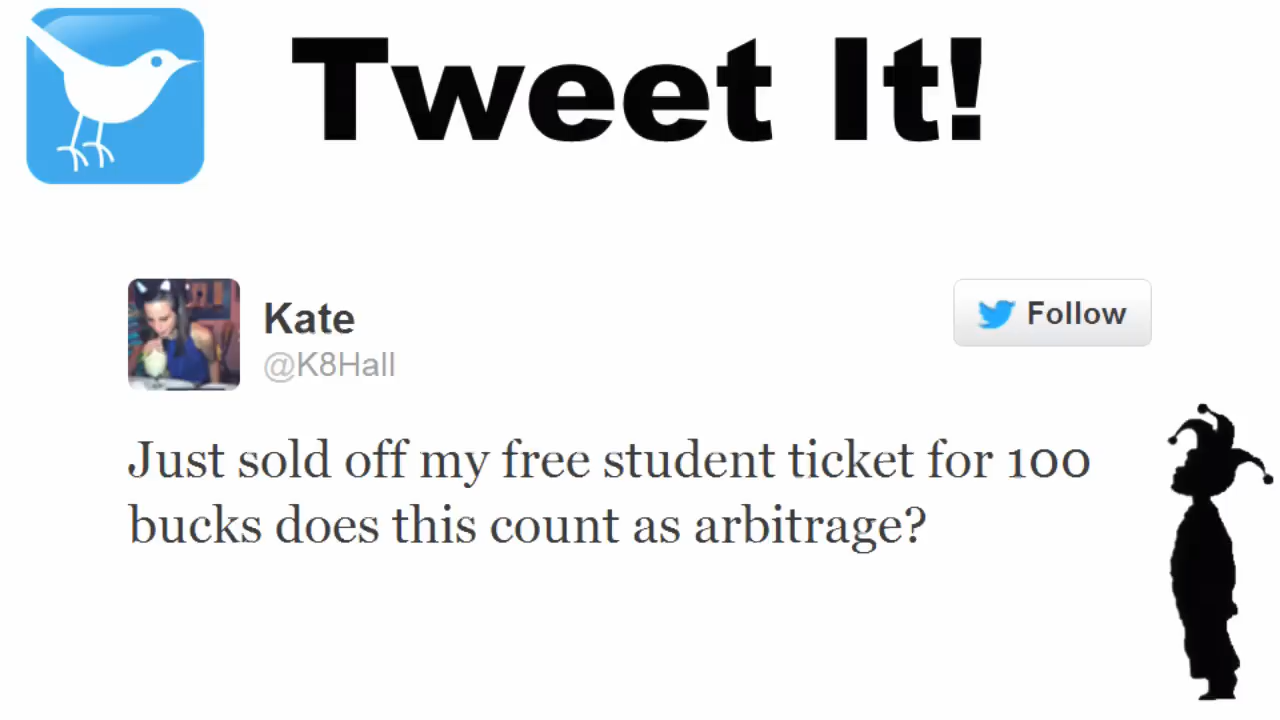 Tweet It!
Kate
@K8Hall
Follow
Just sold off my free student ticket for 100
bucks does this count as arbitrage?